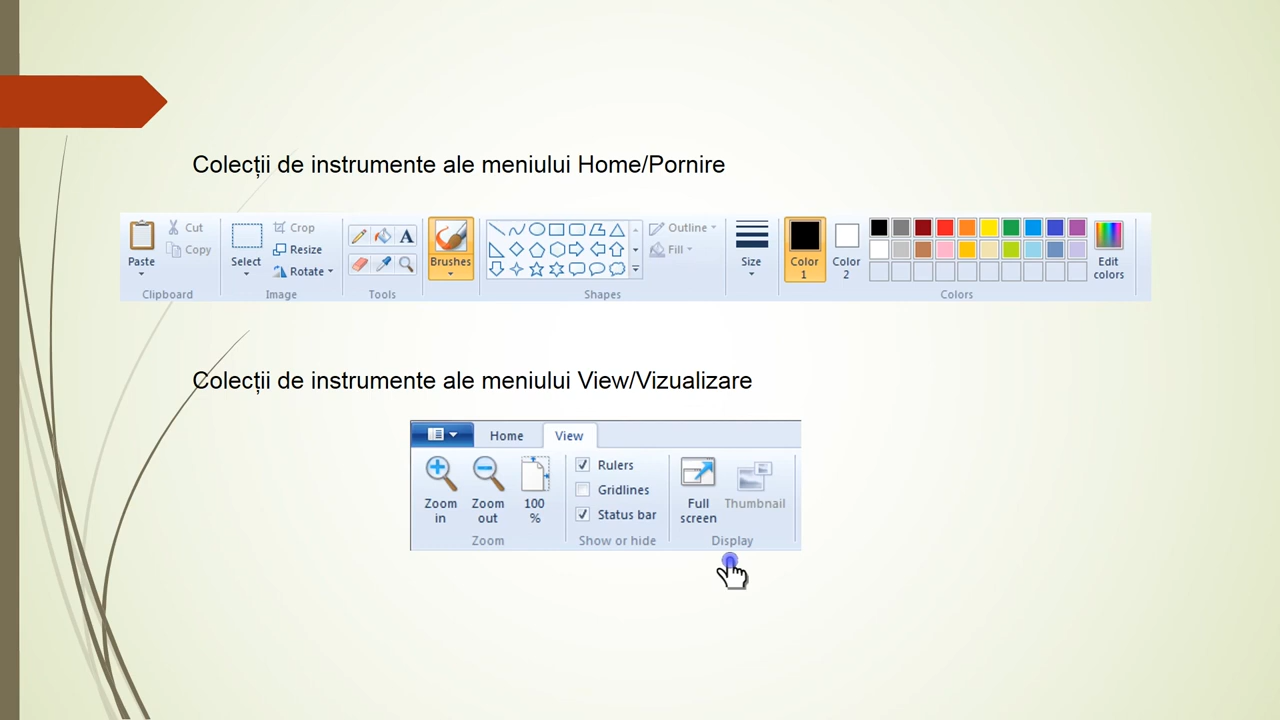 Colecții de instrumente ale meniului Home/Pornire
Paste
Cut
Copy
Clipboard
Select
Crop
Resize
Rotate
Image
A
Tools
Brushes
Shapes
Outline
Fill
Size
Color
1
Color
2
Edit
colors
Colors
Colecții de instrumente ale meniului View/Vizualizare
Home
View
Zoom
in
Zoom
out
100
%
Zoom
Rulers
Gridlines
Status bar
Show or hide
Full
screen
Thumbnail
Display